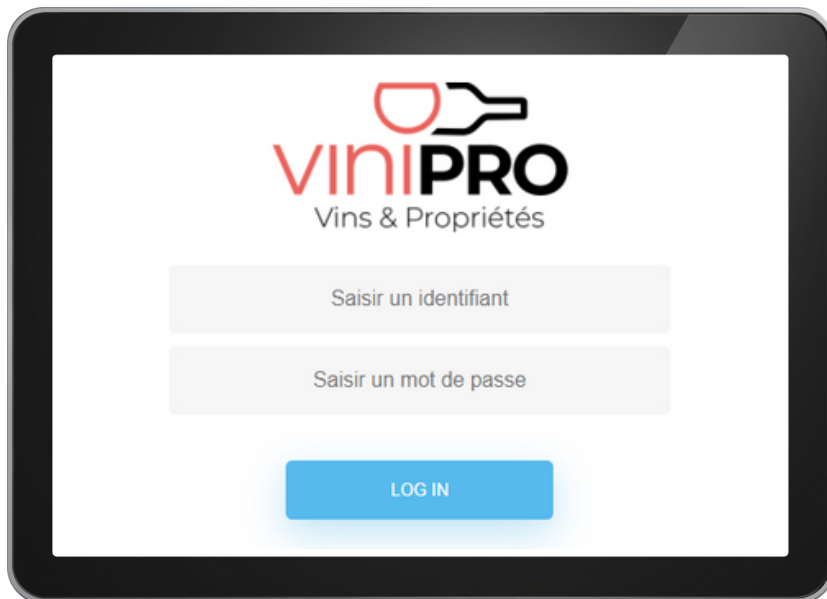 VINIPRO
Vins & Propriétés
Saisir un identifiant
Saisir un mot de passe
LOG IN